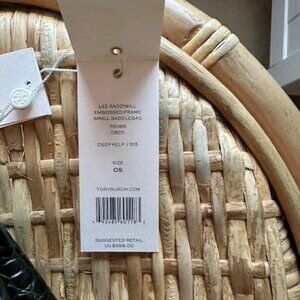 LEE RADZIWILL
EMBOSSED FRAME
SMALL SADDLEBAG
75086
0820
DEEP KELP / 315
SIZE
OS
TORYBURCH.COM
SUGGESTED RETAIL
US $658.00